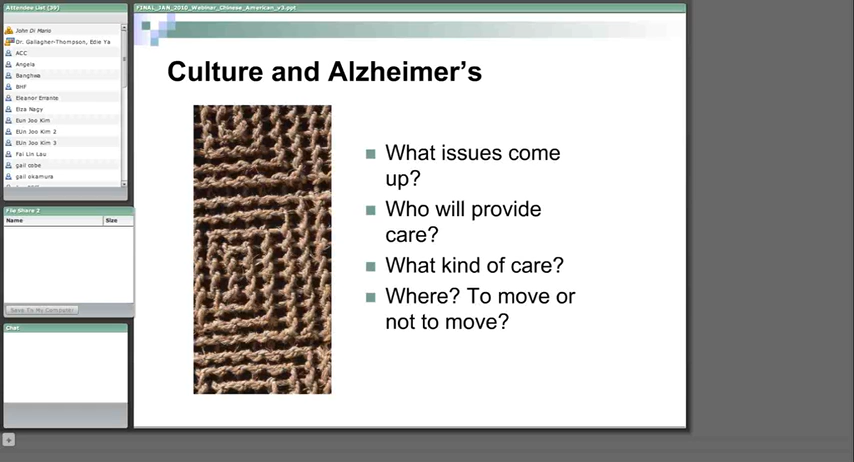 Attendee List (39)
John Di Mario
Dr. Gallagher-Thompson, Edie Ya
ACC
Angela
Banghwa
BHF
Eleanor Errante
Elza Nagy
Eun Joo Kim
EUn Joo Kim 2
EUn Joo Kim 3
Fai Lin Lau
gail cobe
gail okamura
File Share 2
Name Size
Save To My Computer
Chat
FINAL_JAN_2010_Webinar_Chinese_American_v3.ppt
Culture and Alzheimer's
What issues come
up?
Who will provide
care?
What kind of care?
Where? To move or
not to move?